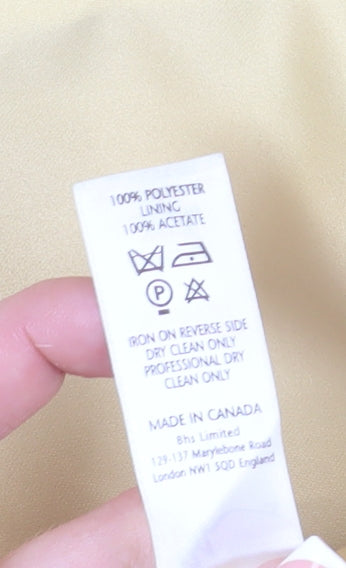 100% POLYESTER
LINING
100% ACETATE
P
IRON ON REVERSE SIDE
DRY CLEAN ONLY
PROFESSIONAL DRY
CLEAN ONLY
MADE IN CANADA
Bhs Limited
129-137 Marylebone Road
London NW1 5QD England